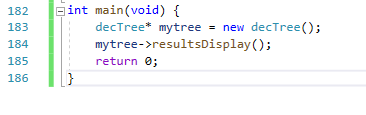 182 int main(void) {
183 decTree* mytree = new decTree();
184 mytree->resultsDisplay();
185 return 0;
186 }